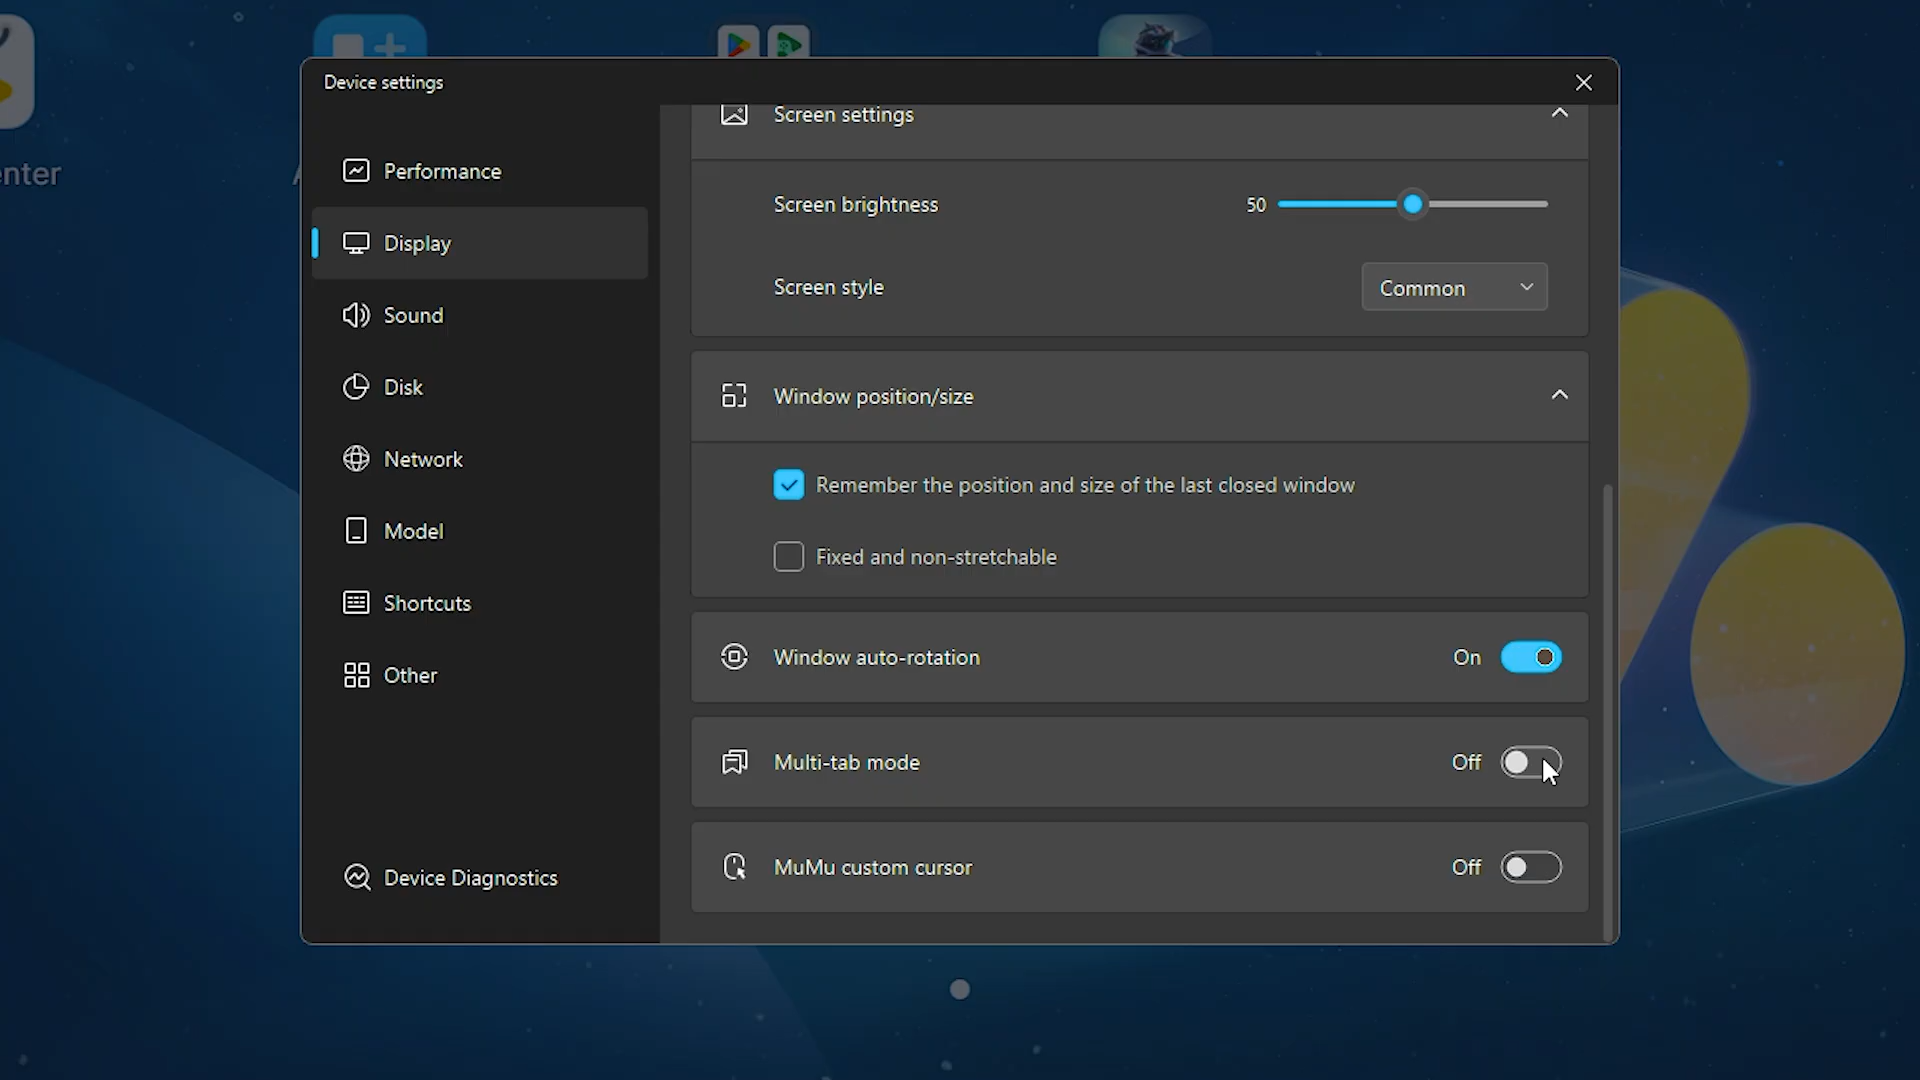 Device settings
Performance
Display
Sound
Disk
Network
Model
Shortcuts
Other
Device Diagnostics
Screen settings
Screen brightness 50
Screen style Common
Window position/size
Remember the position and size of the last closed window
Fixed and non-stretchable
Window auto-rotation On
Multi-tab mode Off
MuMu custom cursor Off
enter